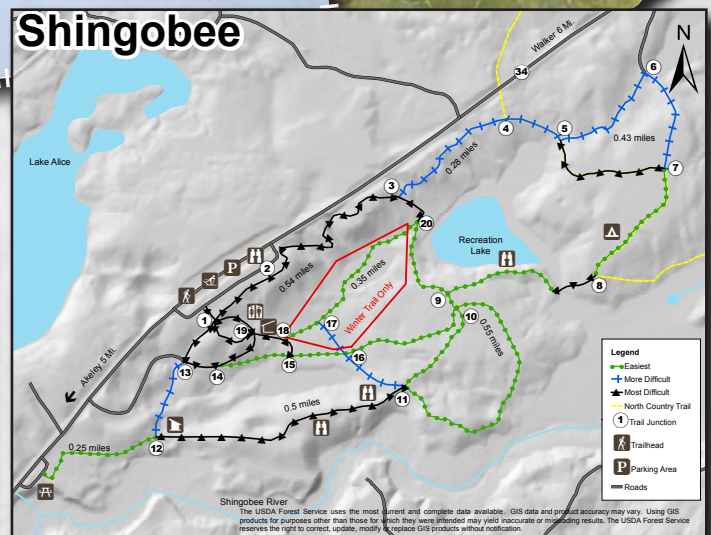 Shingobee
Walker 6 Mi.
N
34
6
4
5
0.43 miles
0.28 miles
7
Lake Alice
3
20
Recreation
Lake
2
0.54 miles
0.35 miles
8
Winter Trail Only
P
9
10
1
19
18
17
0.55 miles
Akeley 5 Mi.
13
14
15
16
11
0.5 miles
12
0.25 miles
Legend
Easiest
More Difficult
Most Difficult
North Country Trail
1 Trail Junction
Trailhead
P Parking Area
Roads
Shingobee River
The USDA Forest Service uses the most current and complete data available. GIS data and product accuracy may vary. Using GIS
products for purposes other than those for which they were intended may yield inaccurate or misleading results. The USDA Forest Service
reserves the right to correct, update, modify or replace GIS products without notification.